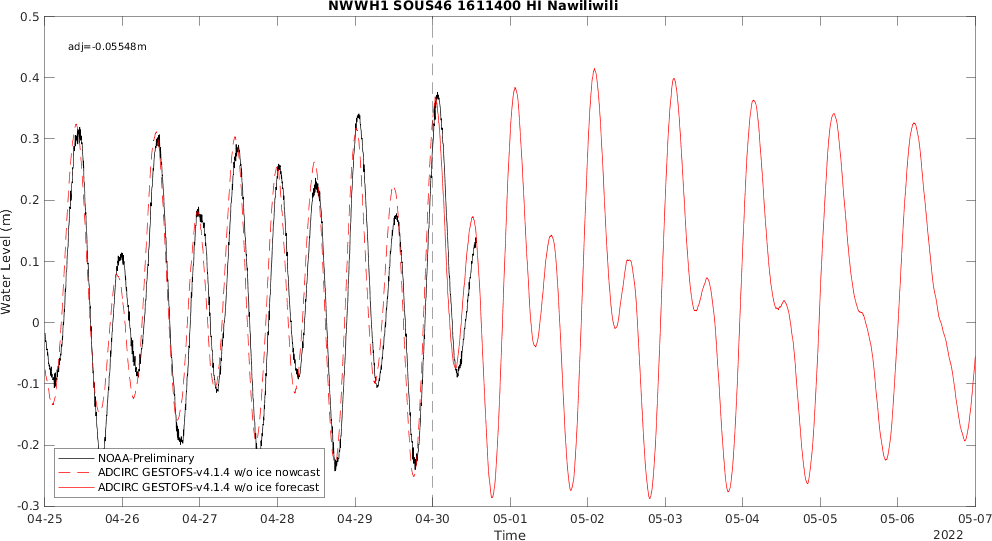 NWWH1 SOUS46 1611400 HI Nawiliwili
adj=-0.05548m
Water Level (m)
0.5
0.4
0.3
0.2
0.1
0
-0.1
-0.2
-0.3
NOAA-Preliminary
ADCIRC GESTOFS-v4.1.4 w/o ice nowcast
ADCIRC GESTOFS-v4.1.4 w/o ice forecast
04-25 04-26 04-27 04-28 04-29 04-30 05-01 05-02 05-03 05-04 05-05 05-06 05-07
Time
2022